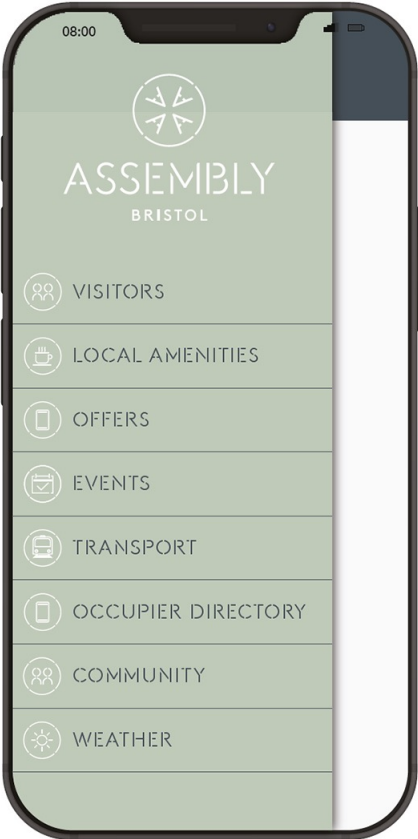 08:00
ASSEMBLY
BRISTOL
VISITORS
LOCAL AMENITIES
OFFERS
EVENTS
TRANSPORT
OCCUPIER DIRECTORY
COMMUNITY
WEATHER